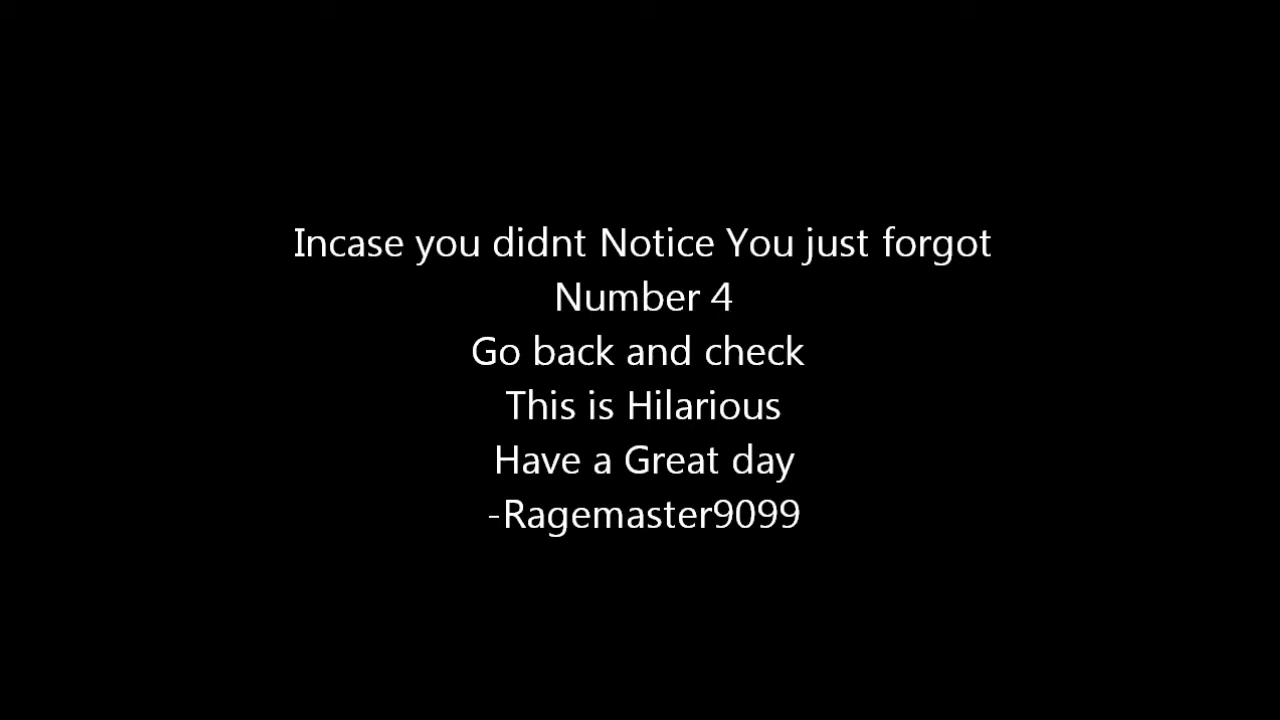 Incase you didnt Notice You just forgot
Number 4
Go back and check
This is Hilarious
Have a Great day
-Ragemaster9099